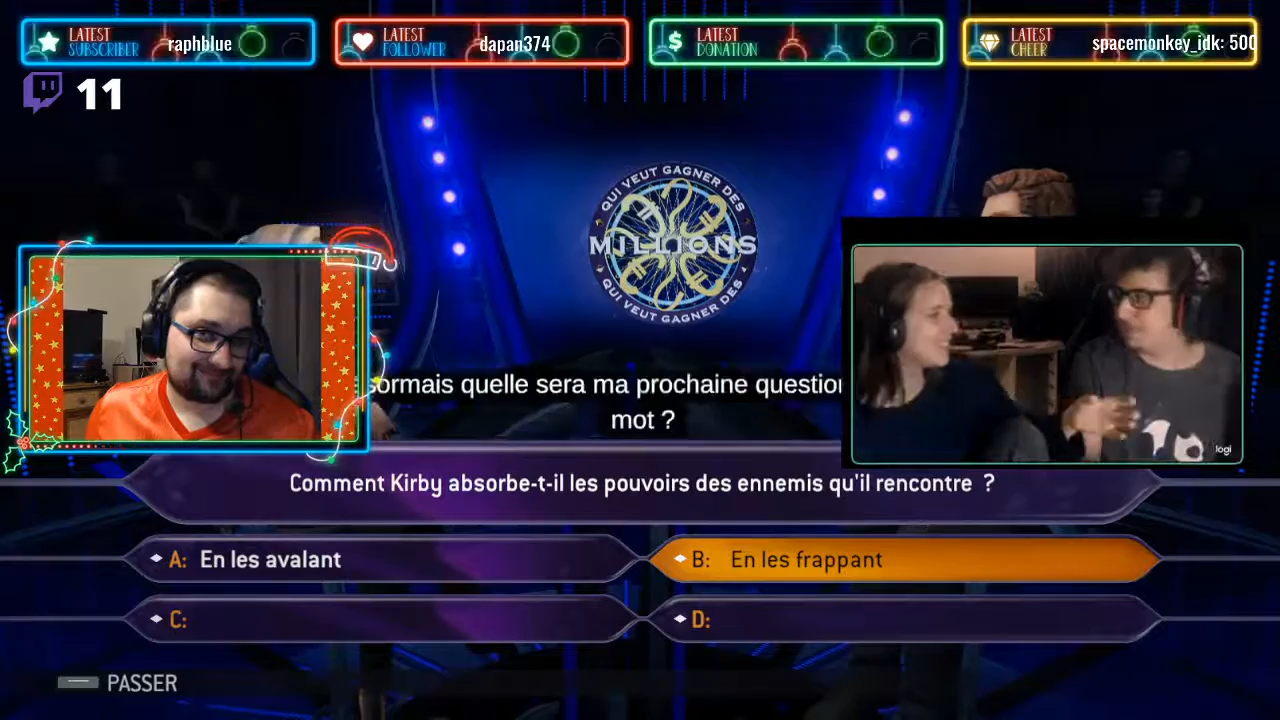 LATEST
SUBSCRIBER
raphblue
LATEST
FOLLOWER
dapan374
LATEST
DONATION
LATEST
CHEER
spacemonkey_idk: 500
11
QUI VEUT GAGNER DES
MILLIONS
QUI VEUT GAGNER DES
ormais quelle sera ma prochaine question
mot ?
logi
Comment Kirby absorbe-t-il les pouvoirs des ennemis qu'il rencontre ?
A: En les avalant
B: En les frappant
C:
D:
PASSER